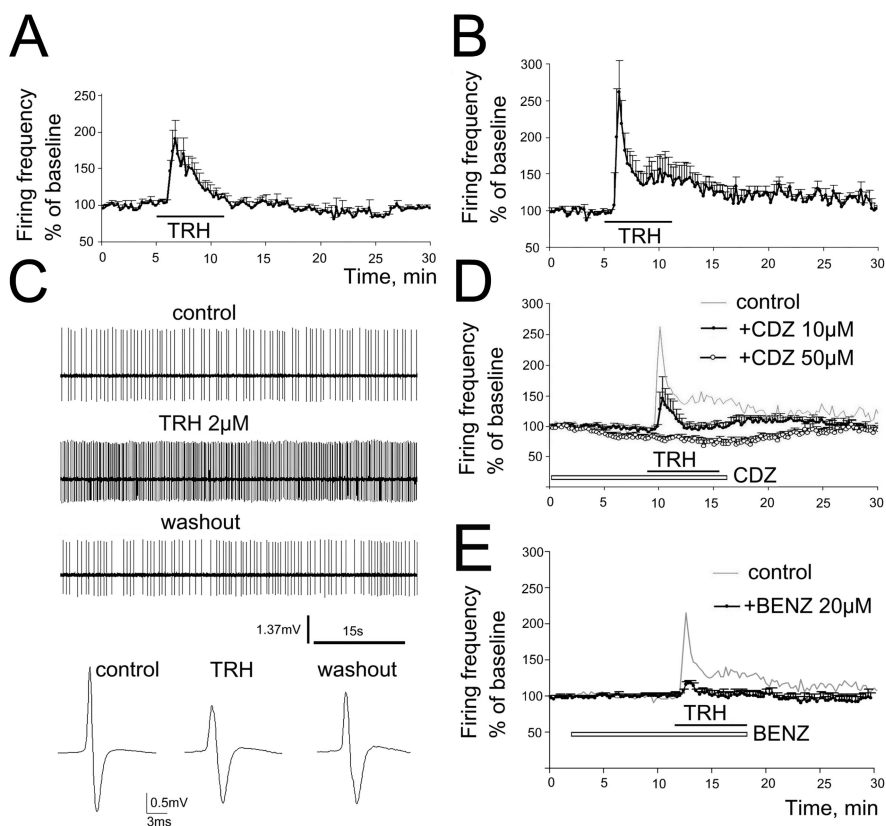 A
Firing frequency
% of baseline
250
200
150
100
50
TRH
0 5 10 15 20 25 30
Time, min
B
Firing frequency
% of baseline
300
250
200
150
100
50
TRH
0 5 10 15 20 25 30
C
control
TRH 2µM
washout
1.37mV
15s
control TRH washout
0.5mV
3ms
D
Firing frequency
% of baseline
300
250
200
150
100
50
control
+CDZ 10µM
+CDZ 50µM
TRH
CDZ
0 5 10 15 20 25 30
E
Firing frequency
% of baseline
300
250
200
150
100
50
control
+BENZ 20µM
TRH
BENZ
0 5 10 15 20 25 30
Time, min